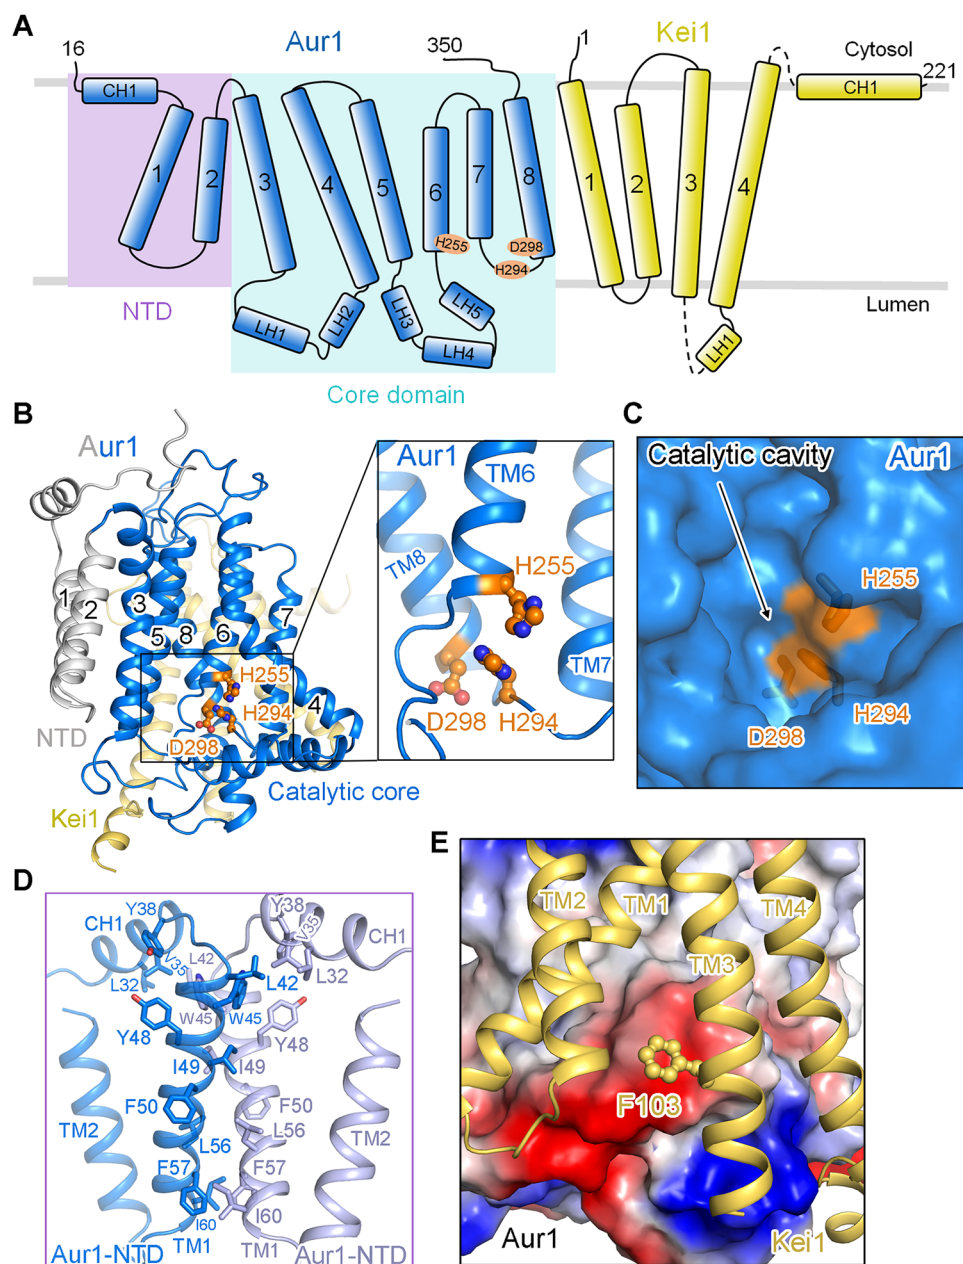 A
Aur1
Kei1
16
350
1
Cytosol
221
CH1
CH1
1
2
3
4
5
6
7
8
1
2
3
4
H255
D298
H294
LH1
LH2
LH3
LH4
LH5
LH1
Lumen
NTD
Core domain
B
Aur1
1
2
3
5
8
6
7
4
H255
H294
D298
NTD
Kei1
Catalytic core
Aur1
TM6
TM8
H255
TM7
D298
H294
C
Catalytic cavity
Aur1
H255
H294
D298
D
Y38
CH1
V35
L32
L42
L42
W45
W45
Y38
V35
CH1
L32
Y48
Y48
I49
I49
F50
F50
TM2
TM2
L56
L56
F57
F57
I60
I60
TM1
TM1
Aur1-NTD
Aur1-NTD
E
TM2
TM1
TM4
TM3
F103
Aur1
Kei1